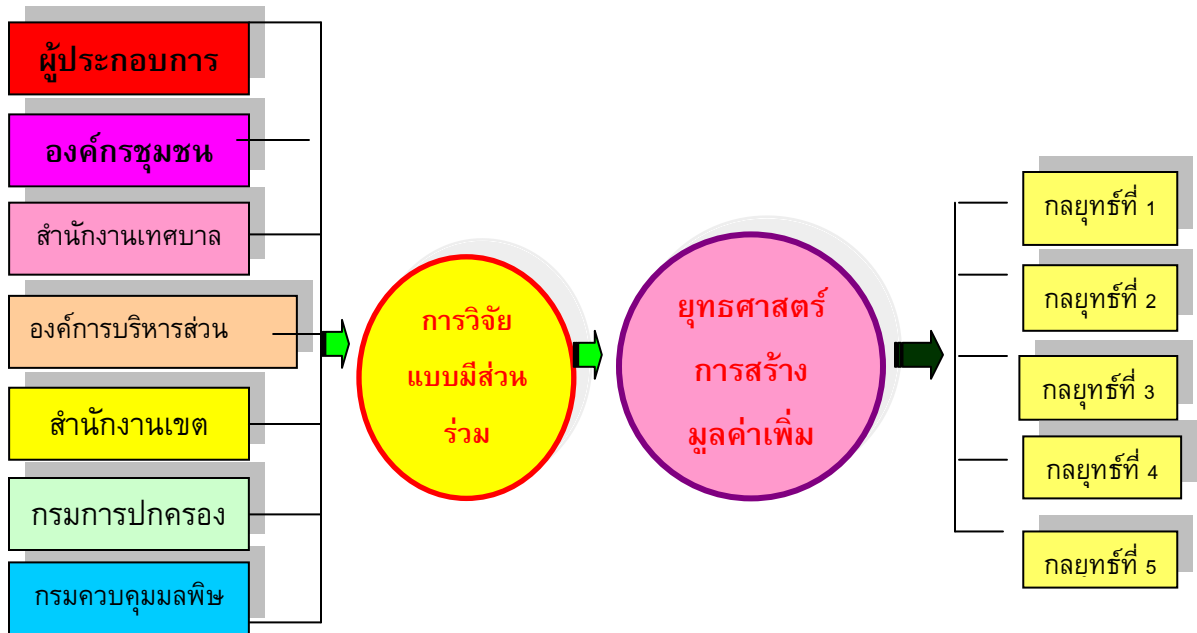 ผู้ประกอบการ
องค์กรชุมชน
สำนักงานเทศบาล
องค์การบริหารส่วน
สำนักงานเขต
กรมการปกครอง
กรมควบคุมมลพิษ
การวิจัย
แบบมีส่วน
ร่วม
ยุทธศาสตร์
การสร้าง
มูลค่าเพิ่ม
กลยุทธ์ที่ 1
กลยุทธ์ที่ 2
กลยุทธ์ที่ 3
กลยุทธ์ที่ 4
กลยุทธ์ที่ 5